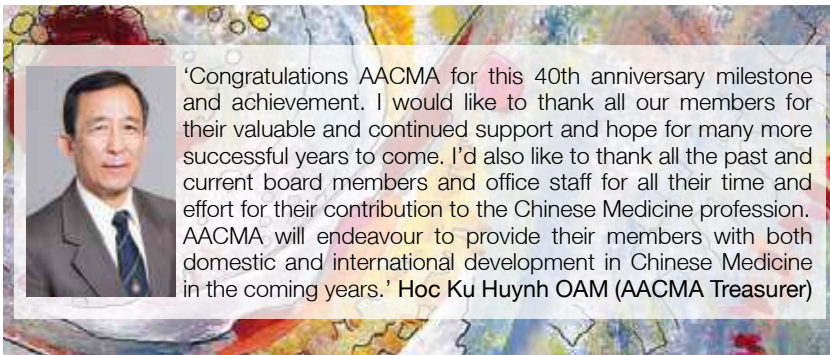 ‘Congratulations AACMA for this 40th anniversary milestone
and achievement. I would like to thank all our members for
their valuable and continued support and hope for many more
successful years to come. I’d also like to thank all the past and
current board members and office staff for all their time and
effort for their contribution to the Chinese Medicine profession.
AACMA will endeavour to provide their members with both
domestic and international development in Chinese Medicine
in the coming years.’ Hoc Ku Huynh OAM (AACMA Treasurer)